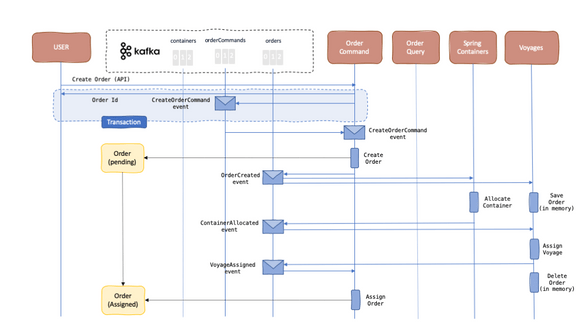 containers
orderCommands
orders
USER
kafka
Order
Command
Order
Query
Spring
Containers
Voyages
Create Order (API)
Order Id
CreateOrderCommand
event
Transaction
CreateOrderCommand
event
Order
(pending)
Create
Order
OrderCreated
event
Allocate
Container
Save
Order
(in memory)
ContainerAllocated
event
Assign
Voyage
VoyageAssigned
event
Delete
Order
(in memory)
Order
(Assigned)
Assign
Order